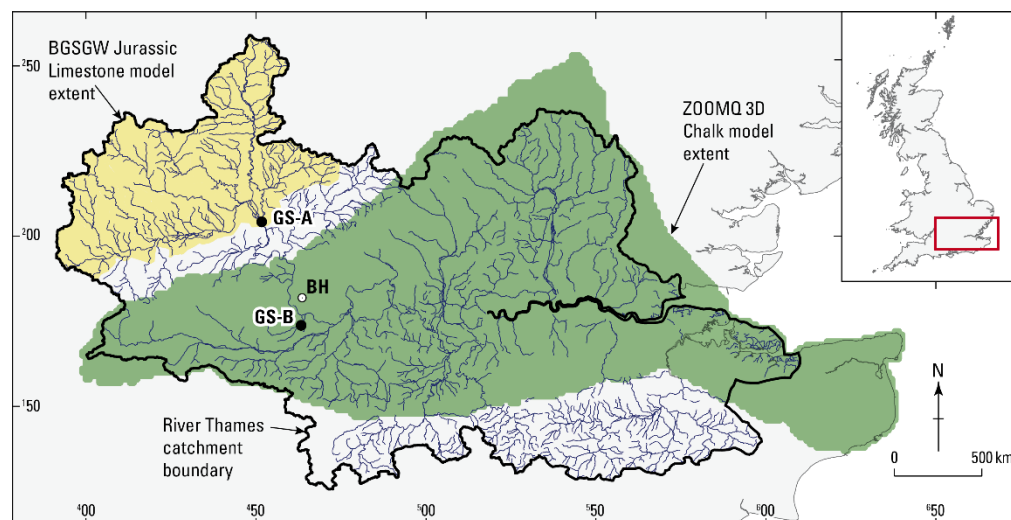 BGSGW Jurassic
Limestone model
extent
ZOOMQ 3D
Chalk model
extent
GS-A
BH
GS-B
River Thames
catchment
boundary
N
0 500 km
²50
²00
¹50
⁴00 ⁴50 ⁵00 ⁵50 ⁶00 ⁶50